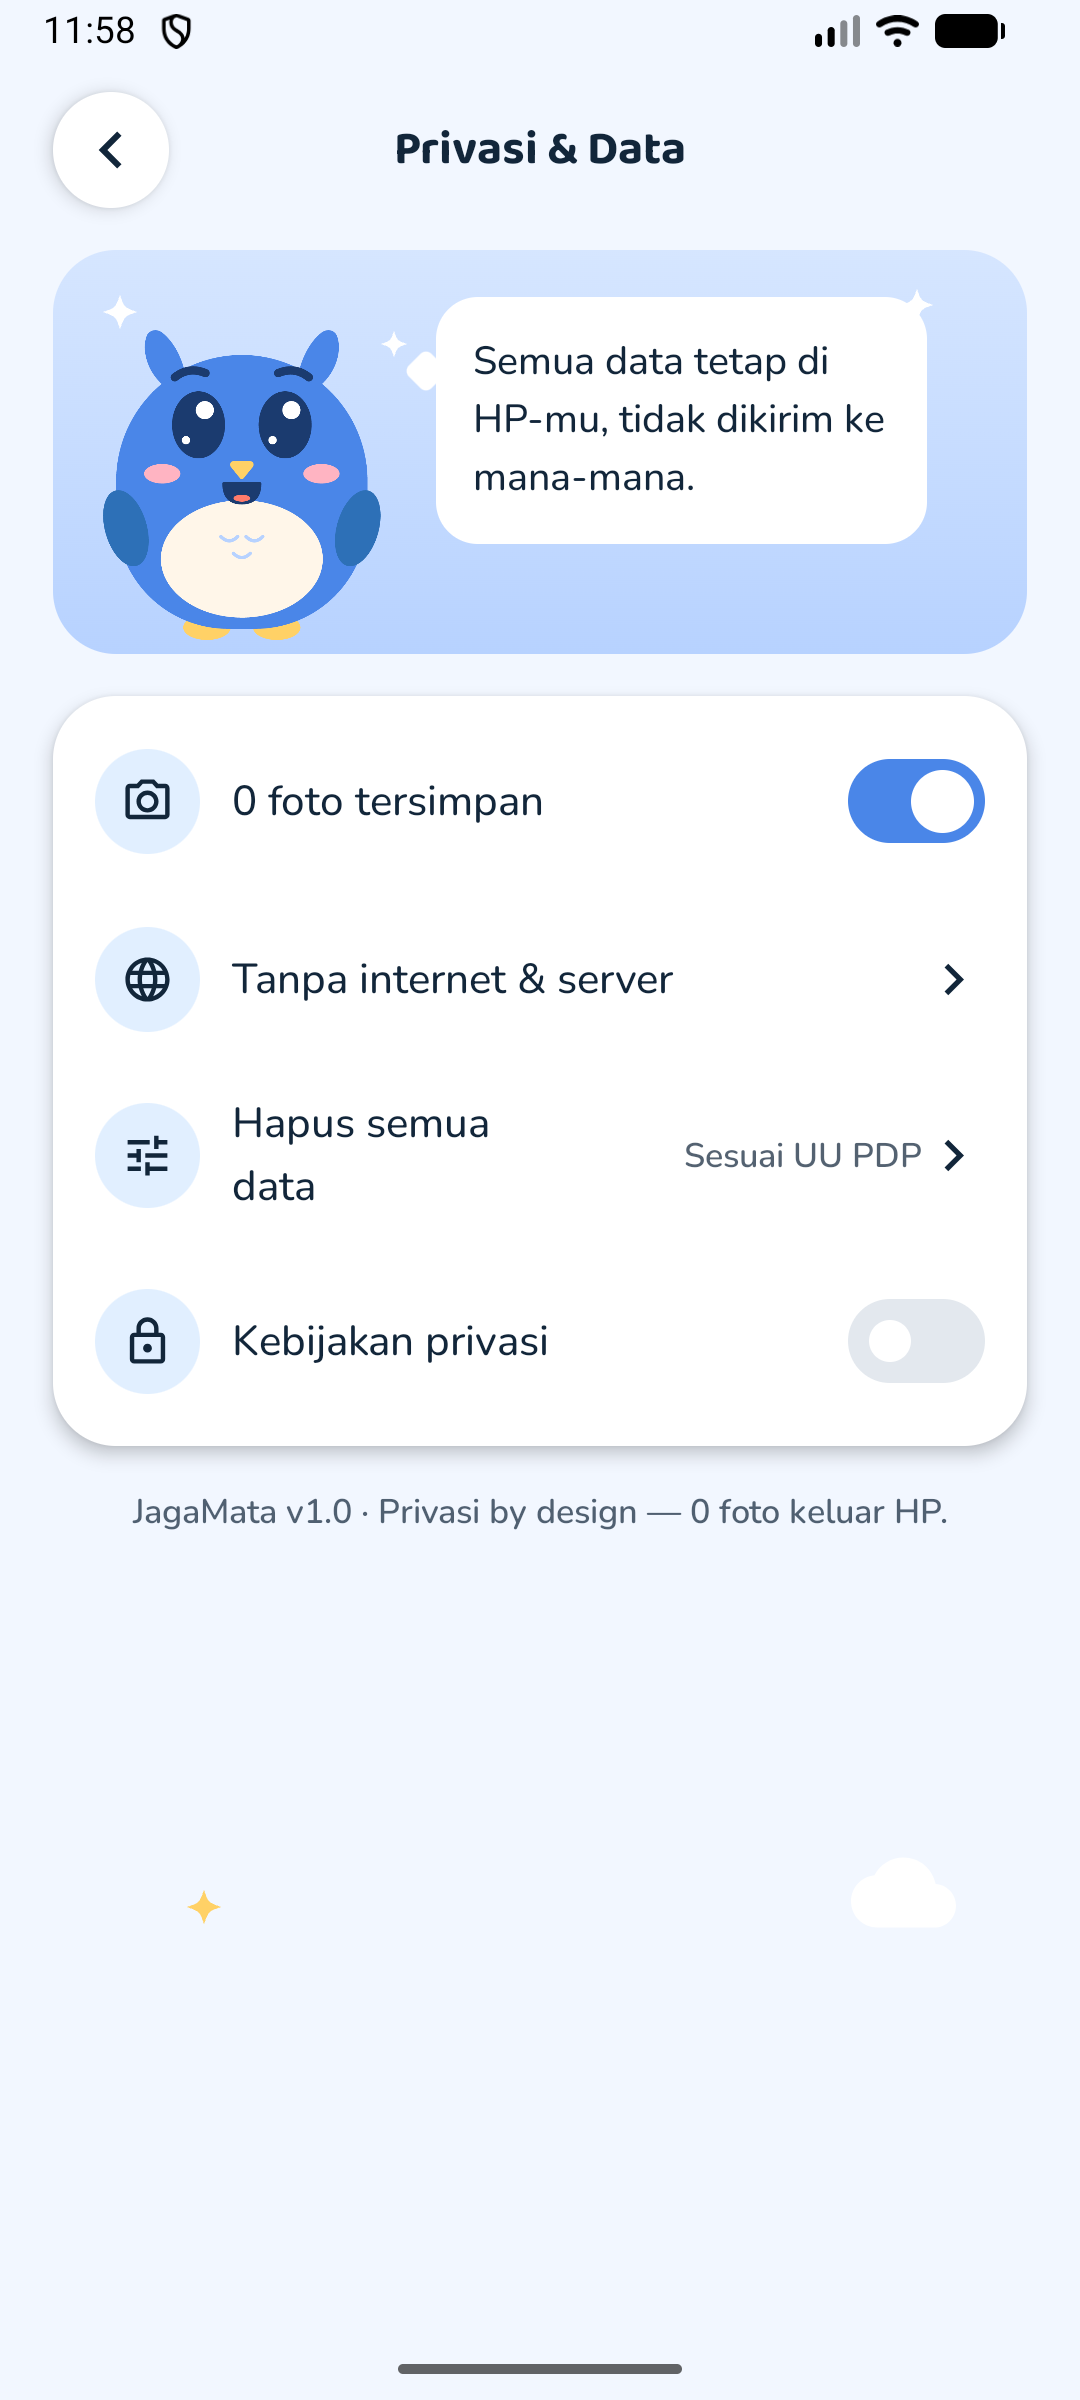 11:58
Privasi & Data
Semua data tetap di
HP-mu, tidak dikirim ke
mana-mana.
0 foto tersimpan
Tanpa internet & server
Hapus semua
data
Sesuai UU PDP
Kebijakan privasi
JagaMata v1.0 · Privasi by design — 0 foto keluar HP.